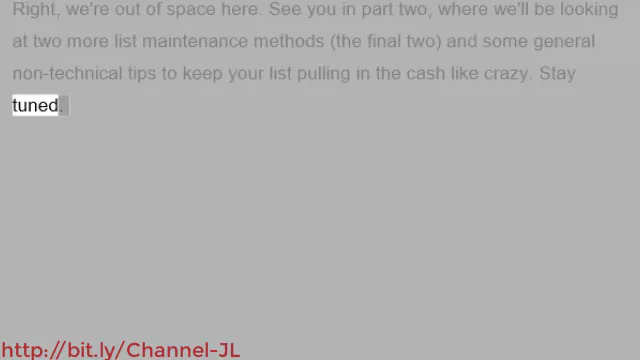 Right, we're out of space here. See you in part two, where we'll be looking
at two more list maintenance methods (the final two) and some general
non-technical tips to keep your list pulling in the cash like crazy. Stay
tuned.
http://bit.ly/Channel-JL